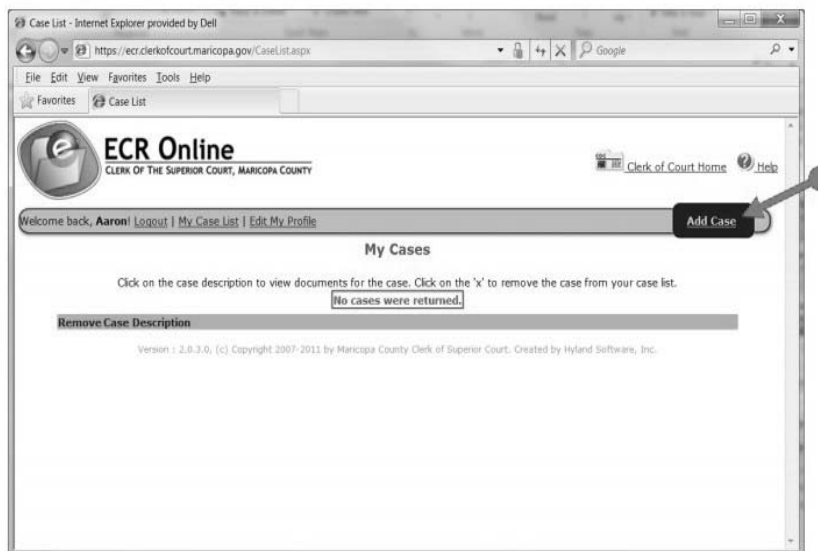 Case List - Internet Explorer provided by Dell
https://ecr.clerkofcourt.maricopa.gov/CaseList.aspx
Google
File Edit View Favorites Tools Help
Favorites Case List
e
ECR Online
CLERK OF THE SUPERIOR COURT, MARICOPA COUNTY
Clerk of Court Home
? Help
Welcome back, Aaron! Logout | My Case List | Edit My Profile
Add Case
My Cases
Click on the case description to view documents for the case. Click on the 'x' to remove the case from your case list.
No cases were returned.
Remove Case Description
Version : 2.0.3.0, (c) Copyright 2007-2011 by Maricopa County Clerk of Superior Court. Created by Hyland Software, Inc.